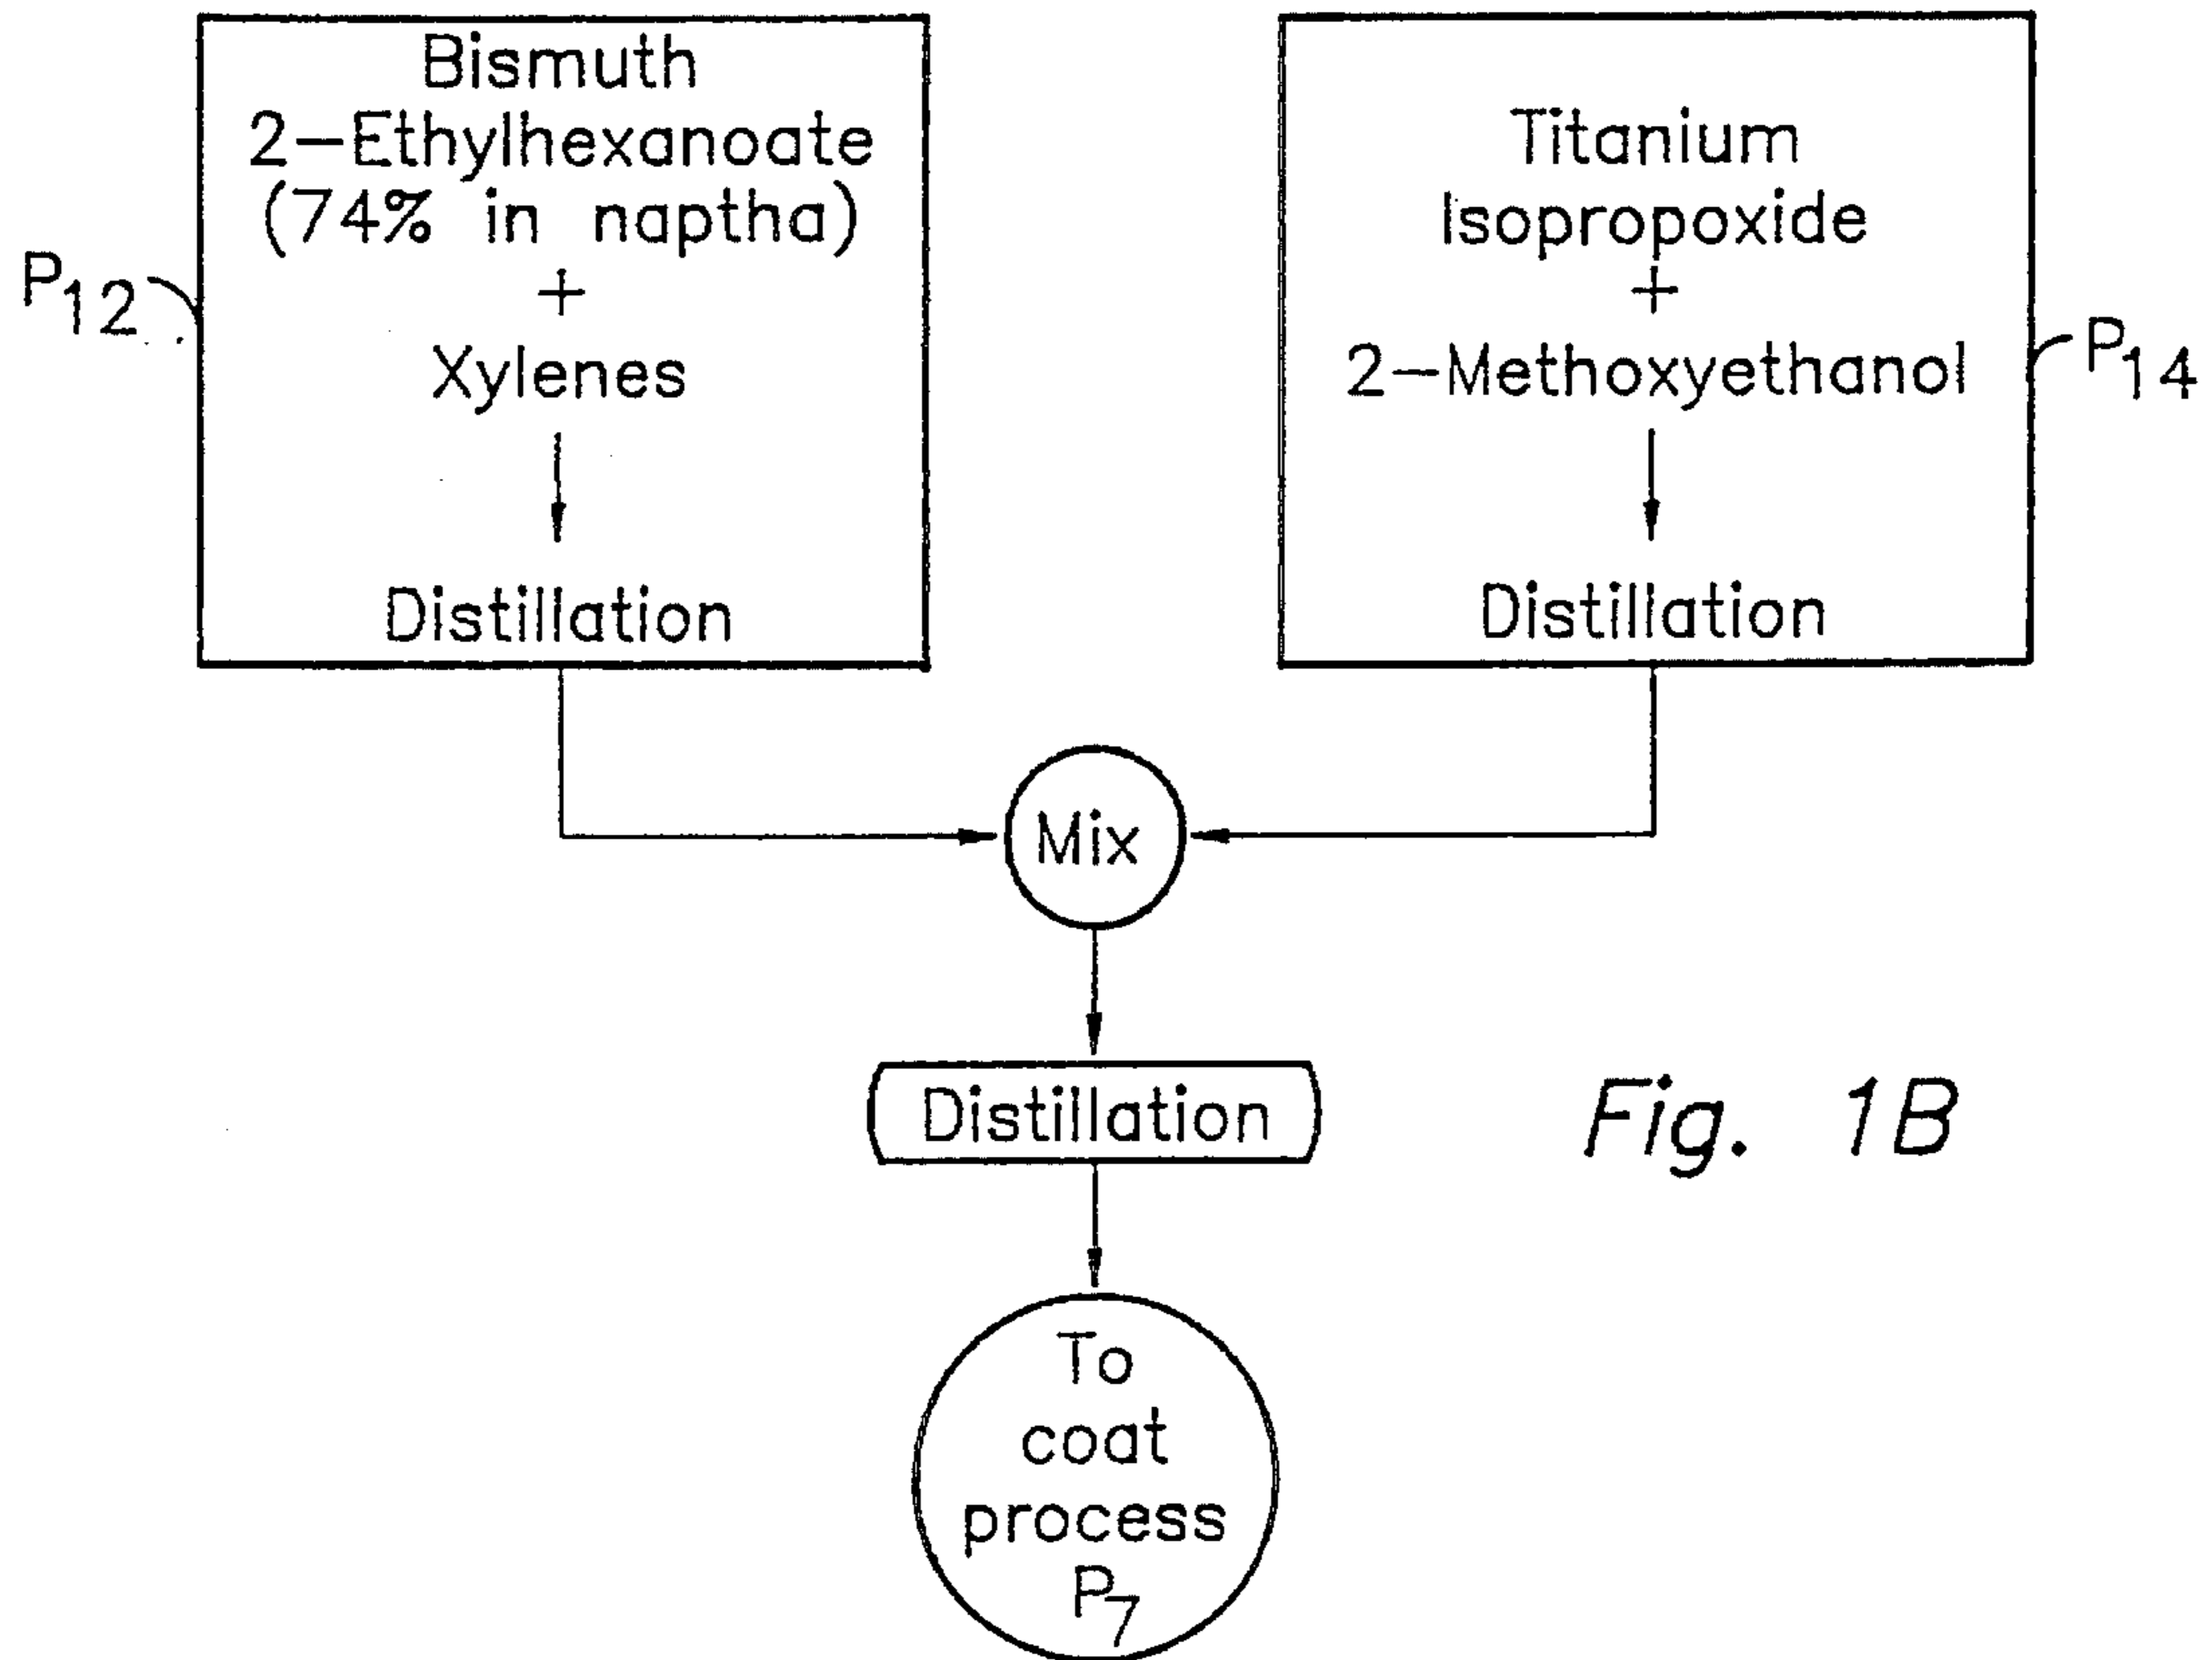 Bismuth
2-Ethylhexanoate
(74% in naptha)
+
Xylenes
Distillation
P12
Titanium
Isopropoxide
+
2-Methoxyethanol
Distillation
P14
Mix
Distillation
To
coat
process
P7
Fig. 1B